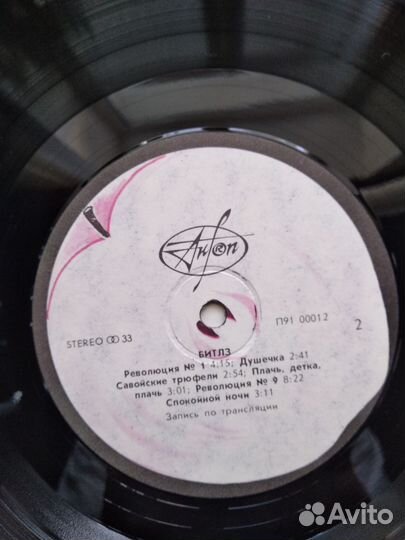 АнТроп
STEREO 33
П91 00012
2
БИТЛЗ
Революция № 1 4:15; Душечка 2:41
Савойские трюфели 2:54; Плачь, детка,
плачь 3:01; Революция № 9 8:22
Спокойной ночи 3:11
Запись по трансляции
Avito